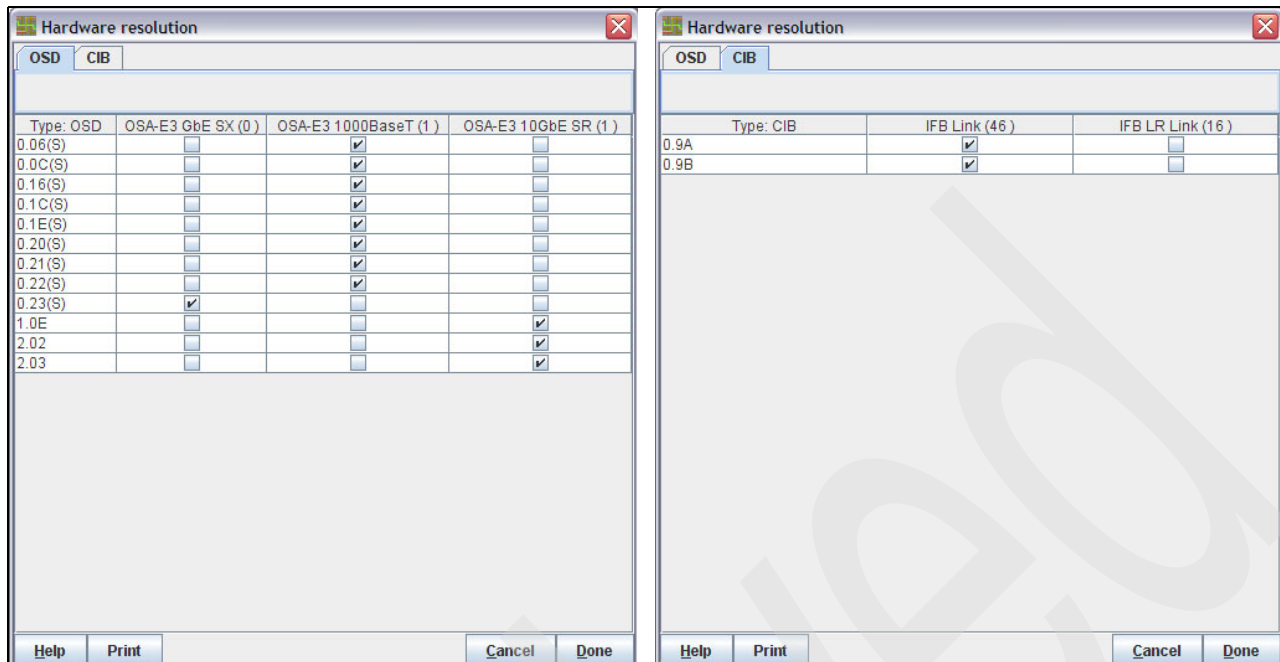 Hardware resolution
OSD CIB
Type: OSD OSA-E3 GbE SX (0 ) OSA-E3 1000BaseT (1 ) OSA-E3 10GbE SR (1 )
0.06(S)
0.0C(S)
0.16(S)
0.1C(S)
0.1E(S)
0.20(S)
0.21(S)
0.22(S)
0.23(S)
1.0E
2.02
2.03
Help Print Cancel Done
Hardware resolution
OSD CIB
Type: CIB IFB Link (46 ) IFB LR Link (16 )
0.9A
0.9B
Help Print Cancel Done